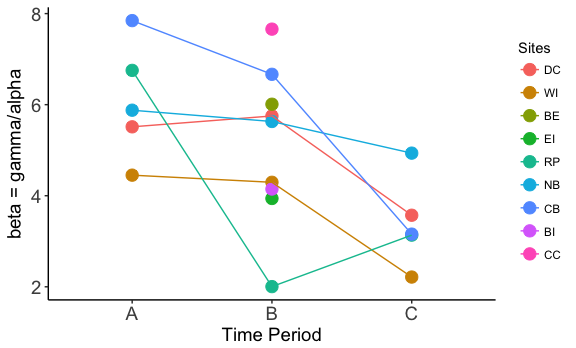 beta = gamma/alpha
8
6
4
2
A B C
Time Period
Sites
DC
WI
BE
EI
RP
NB
CB
BI
CC